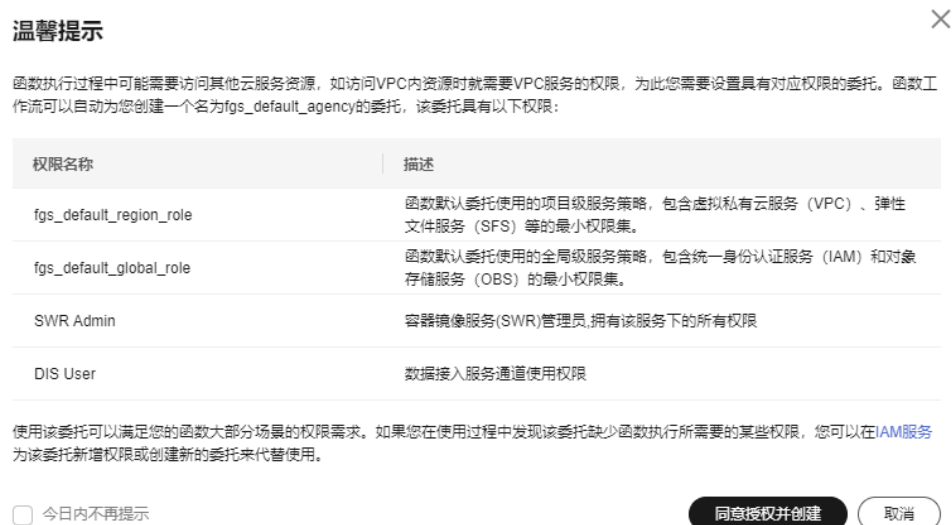 温馨提示
函数执行过程中可能需要访问其他云服务资源，如访问VPC内资源时就需要VPC服务的权限，为此您需要设置具有对应权限的委托。函数工
作流可以自动为您创建一个名为fgs_default_agency的委托，该委托具有以下权限：
权限名称 描述
fgs_default_region_role 函数默认委托使用的项目级服务策略，包含虚拟私有云服务（VPC）、弹性
文件服务（SFS）等的最小权限集。
fgs_default_global_role 函数默认委托使用的全局级服务策略，包含统一身份认证服务（IAM）和对象
存储服务（OBS）的最小权限集。
SWR Admin 容器镜像服务(SWR)管理员,拥有该服务下的所有权限
DIS User 数据接入服务通道使用权限
使用该委托可以满足您的函数大部分场景的权限需求。如果您在使用过程中发现该委托缺少函数执行所需要的某些权限，您可以在IAM服务
为该委托新增权限或创建新的委托来代替使用。
今日内不再提示 同意授权并创建 取消